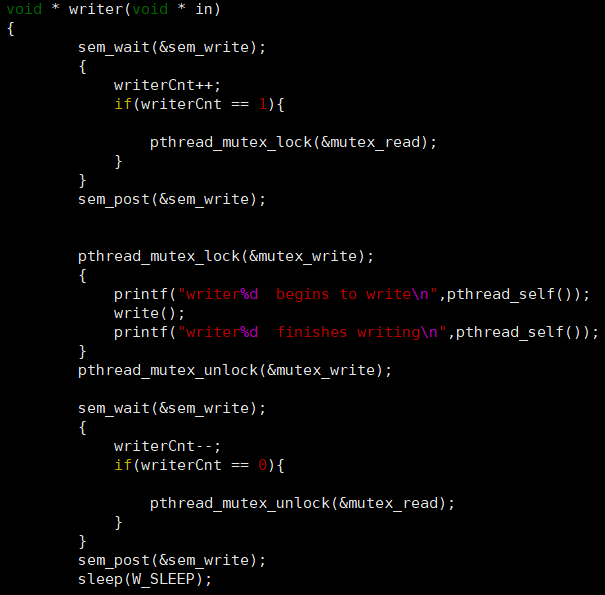 void * writer(void * in)
{
sem_wait(&sem_write);
{
writerCnt++;
if(writerCnt == 1){
pthread_mutex_lock(&mutex_read);
}
}
sem_post(&sem_write);
pthread_mutex_lock(&mutex_write);
{
printf("writer%d  begins to write\n",pthread_self());
write();
printf("writer%d  finishes writing\n",pthread_self());
}
pthread_mutex_unlock(&mutex_write);
sem_wait(&sem_write);
{
writerCnt--;
if(writerCnt == 0){
pthread_mutex_unlock(&mutex_read);
}
}
sem_post(&sem_write);
sleep(W_SLEEP);